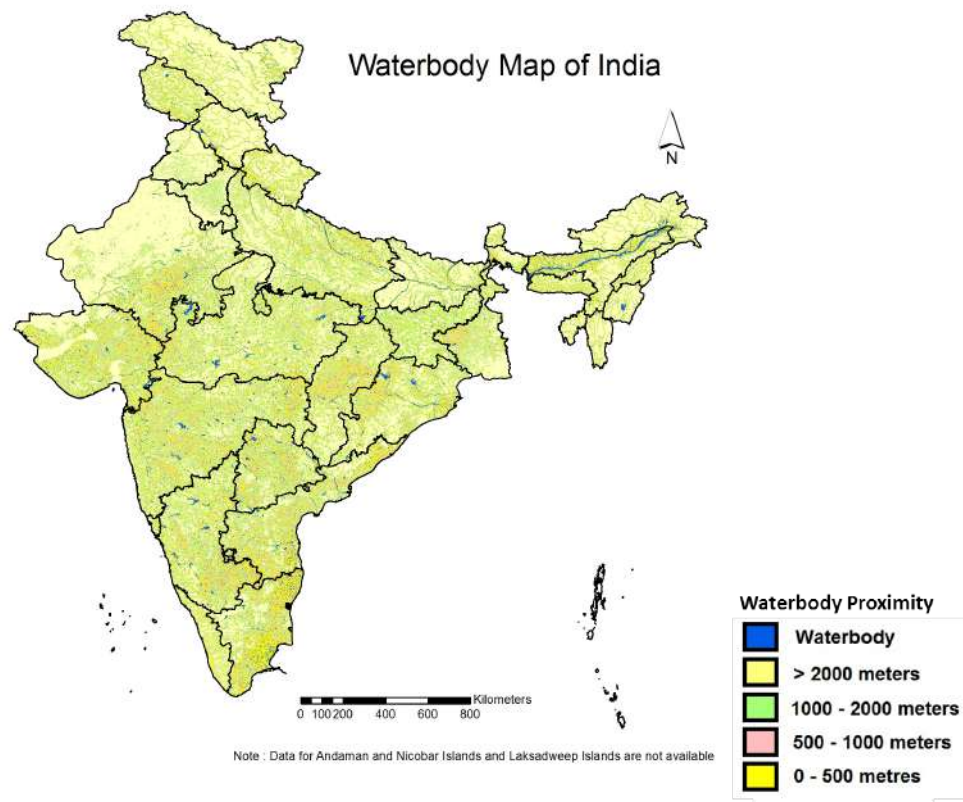 Waterbody Map of India
N
Kilometers
0 100 200 400 600 800
Note : Data for Andaman and Nicobar Islands and Laksadweep Islands are not available
Waterbody Proximity
Waterbody
> 2000 meters
1000 - 2000 meters
500 - 1000 meters
0 - 500 metres